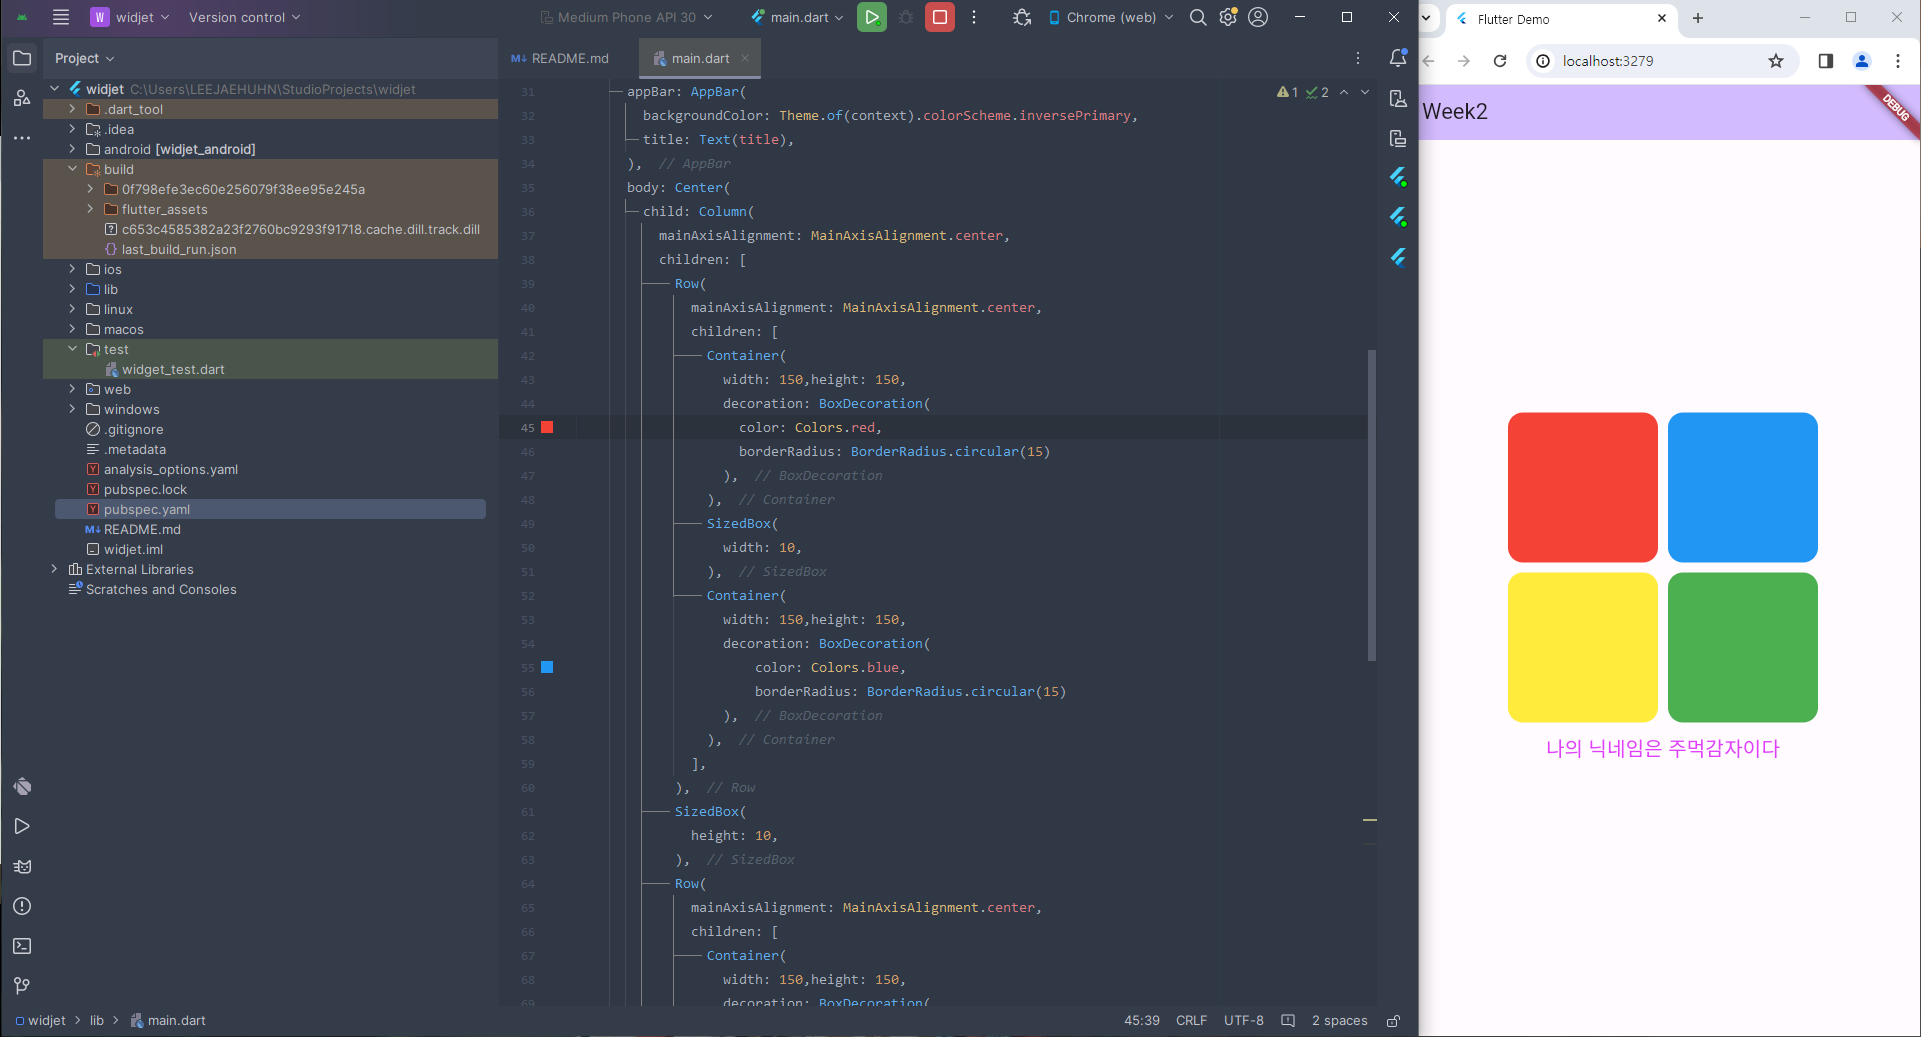 W widjet Version control Medium Phone API 30 main.dart Chrome (web)
Project
README.md main.dart
widjet C:\Users\LEEJAEHUHN\StudioProjects\widjet
.dart_tool
.idea
android [widjet_android]
build
0f798efe3ec60e256079f38ee95e245a
flutter_assets
c653c4585382a23f2760bc9293f91718.cache.dill.track.dill
last_build_run.json
ios
lib
linux
macos
test
widget_test.dart
web
windows
.gitignore
.metadata
analysis_options.yaml
pubspec.lock
pubspec.yaml
README.md
widjet.iml
External Libraries
Scratches and Consoles
1 2
31 appBar: AppBar(
32 backgroundColor: Theme.of(context).colorScheme.inversePrimary,
33 title: Text(title),
34 ), // AppBar
35 body: Center(
36 child: Column(
37 mainAxisAlignment: MainAxisAlignment.center,
38 children: [
39 Row(
40 mainAxisAlignment: MainAxisAlignment.center,
41 children: [
42 Container(
43 width: 150,height: 150,
44 decoration: BoxDecoration(
45 color: Colors.red,
46 borderRadius: BorderRadius.circular(15)
47 ), // BoxDecoration
48 ), // Container
49 SizedBox(
50 width: 10,
51 ), // SizedBox
52 Container(
53 width: 150,height: 150,
54 decoration: BoxDecoration(
55 color: Colors.blue,
56 borderRadius: BorderRadius.circular(15)
57 ), // BoxDecoration
58 ), // Container
59 ],
60 ), // Row
61 SizedBox(
62 height: 10,
63 ), // SizedBox
64 Row(
65 mainAxisAlignment: MainAxisAlignment.center,
66 children: [
67 Container(
68 width: 150,height: 150,
69 decoration: BoxDecoration(
widjet > lib > main.dart
45:39 CRLF UTF-8 2 spaces
Flutter Demo
localhost:3279
Week2
DEBUG
나의 닉네임은 주먹감자이다